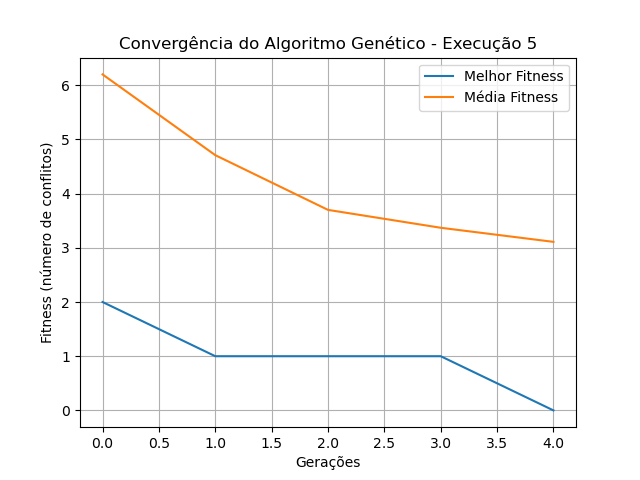 Convergência do Algoritmo Genético - Execução 5
Melhor Fitness
Média Fitness
Fitness (número de conflitos)
6
5
4
3
2
1
0
0.0 0.5 1.0 1.5 2.0 2.5 3.0 3.5 4.0
Gerações